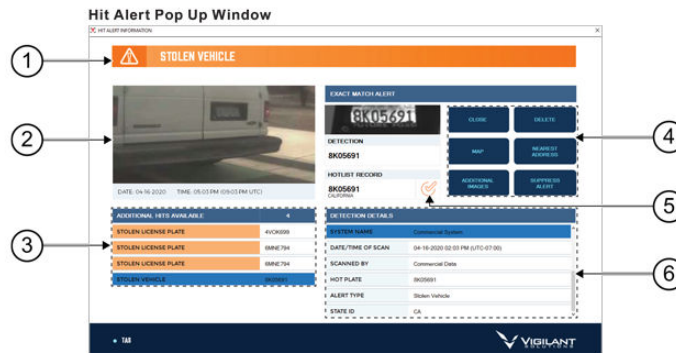 Hit Alert Pop Up Window
HIT ALERT INFORMATION
STOLEN VEHICLE
1
2
3
4
5
6
DATE: 04-16-2020 TIME: 05:03 PM (09:03 PM UTC)
EXACT MATCH ALERT
8K05691
DETECTION
8K05691
HOTLIST RECORD
8K05691
CALIFORNIA
CLOSE
DELETE
MAP
NEAREST
ADDRESS
ADDITIONAL
IMAGES
SUPPRESS
ALERT
ADDITIONAL HITS AVAILABLE 4
STOLEN LICENSE PLATE 4VOK698
STOLEN LICENSE PLATE 6MNE794
STOLEN LICENSE PLATE 6MNE794
STOLEN VEHICLE 8K05691
DETECTION DETAILS
SYSTEM NAME Commercial System
DATE/TIME OF SCAN 04-16-2020 02:03 PM (UTC-07:00)
SCANNED BY Commercial Data
HOT PLATE 8K05691
ALERT TYPE Stolen Vehicle
STATE ID CA
TAS
VIGILANT
SOLUTIONS